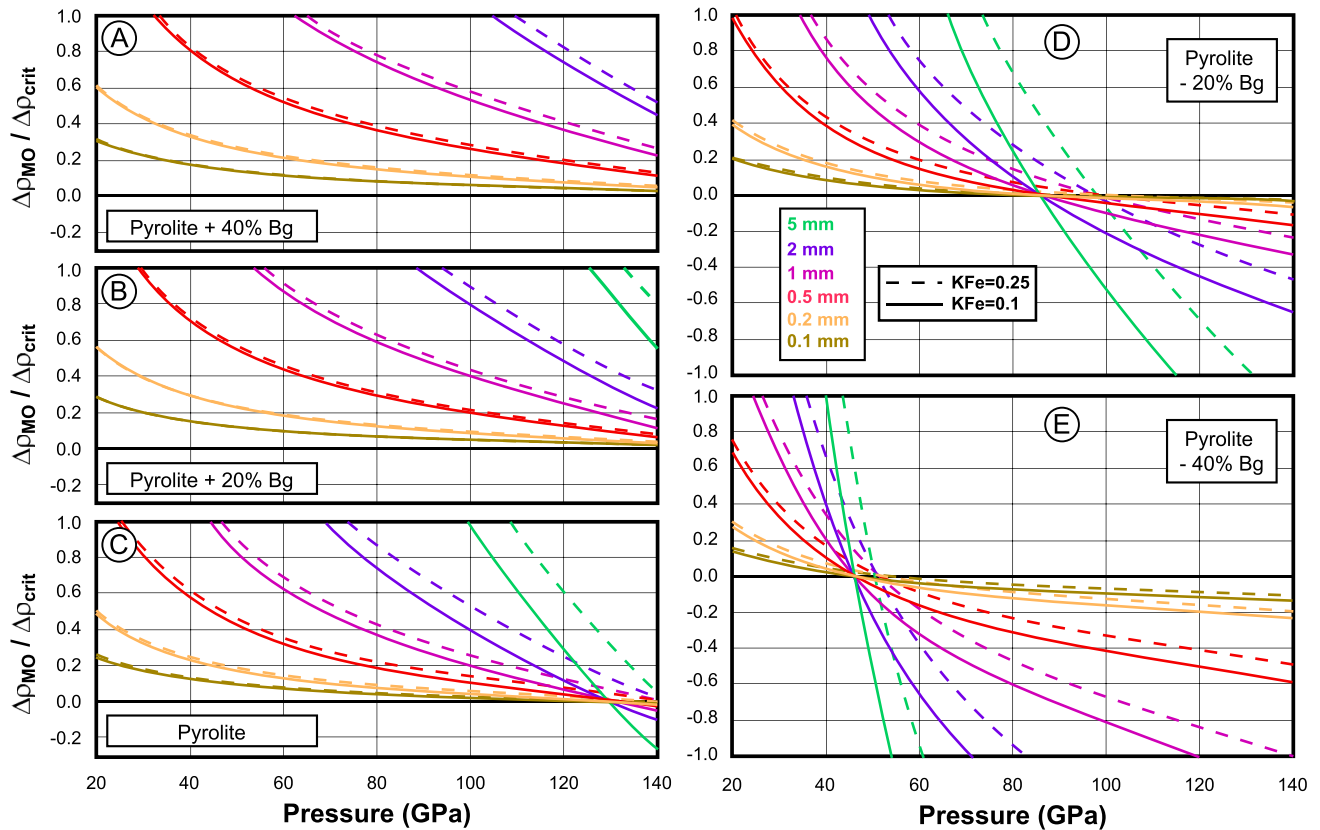 1.0
0.8
0.6
0.4
0.2
0.0
-0.2
A
Pyrolite + 40% Bg
ΔρMO / Δρcrit
1.0
0.8
0.6
0.4
0.2
0.0
-0.2
B
Pyrolite + 20% Bg
ΔρMO / Δρcrit
1.0
0.8
0.6
0.4
0.2
0.0
-0.2
C
Pyrolite
ΔρMO / Δρcrit
20 40 60 80 100 120 140
Pressure (GPa)
1.0
0.8
0.6
0.4
0.2
0.0
-0.2
-0.4
-0.6
-0.8
-1.0
D
Pyrolite
- 20% Bg
5 mm
2 mm
1 mm
0.5 mm
0.2 mm
0.1 mm
KFe=0.25
KFe=0.1
1.0
0.8
0.6
0.4
0.2
0.0
-0.2
-0.4
-0.6
-0.8
-1.0
E
Pyrolite
- 40% Bg
20 40 60 80 100 120 140
Pressure (GPa)